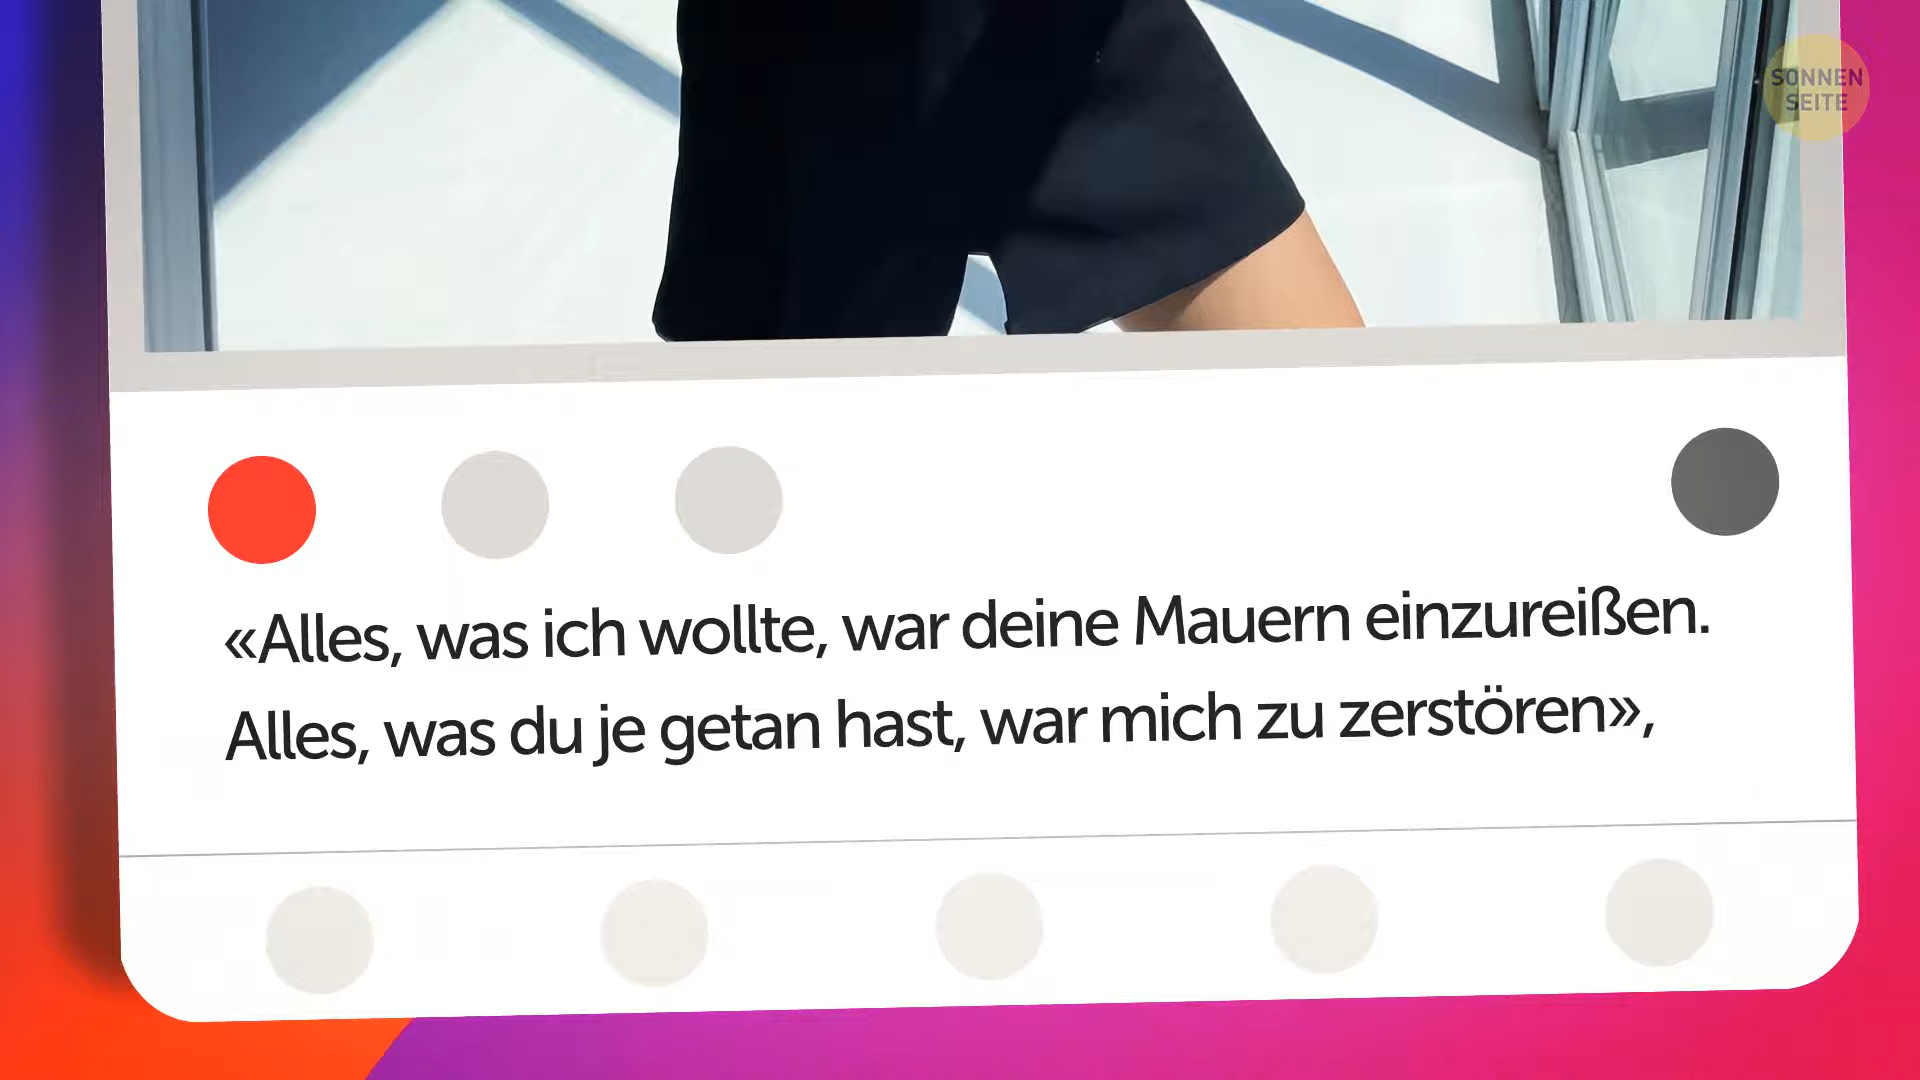 SONNEN
SEITE
«Alles, was ich wollte, war deine Mauern einzureißen.
Alles, was du je getan hast, war mich zu zerstören»,